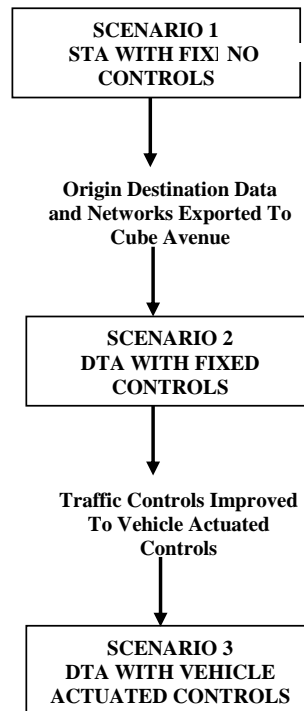 SCENARIO 1
STA WITH NO
CONTROLS
Origin Destination Data
and Networks Exported To
Cube Avenue
SCENARIO 2
DTA WITH FIXED
CONTROLS
Traffic Controls Improved
To Vehicle Actuated
Controls
SCENARIO 3
DTA WITH VEHICLE
ACTUATED CONTROLS